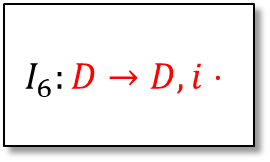 I₆: D → D, i ·